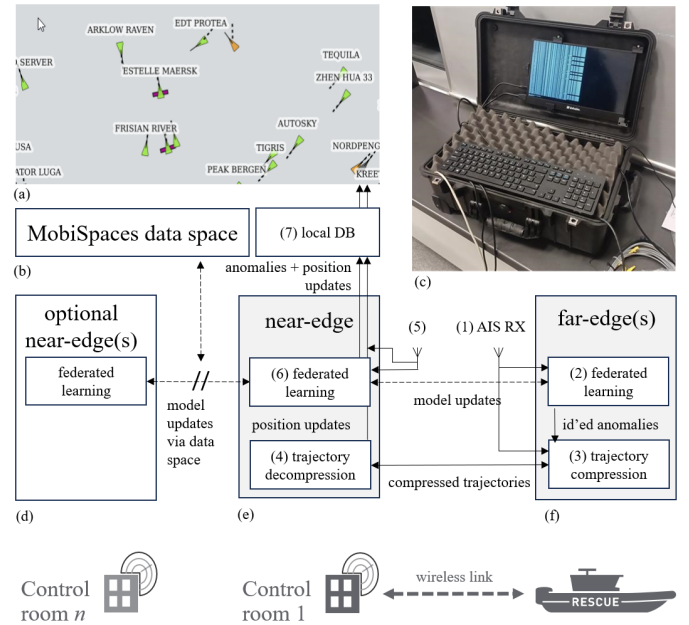 ARKLOW RAVEN
EDT PROTEA
SERVER
TEQUILA
ESTELLE MAERSK
ZHEN HUA 33
FRISIAN RIVER
AUTOSKY
USA
TIGRIS
NORDPENG
ATOR LUGA
PEAK BERGEN
KREE
(a)
MobiSpaces data space
(7) local DB
(b)
(c)
anomalies + position
updates
optional
near-edge(s)
near-edge
(5)
(1) AIS RX
far-edge(s)
federated
learning
(6) federated
learning
(2) federated
learning
model
updates
via data
space
model updates
position updates
id’ed anomalies
(4) trajectory
decompression
(3) trajectory
compression
compressed trajectories
(d)
(e)
(f)
Control
room n
Control
room 1
wireless link
RESCUE